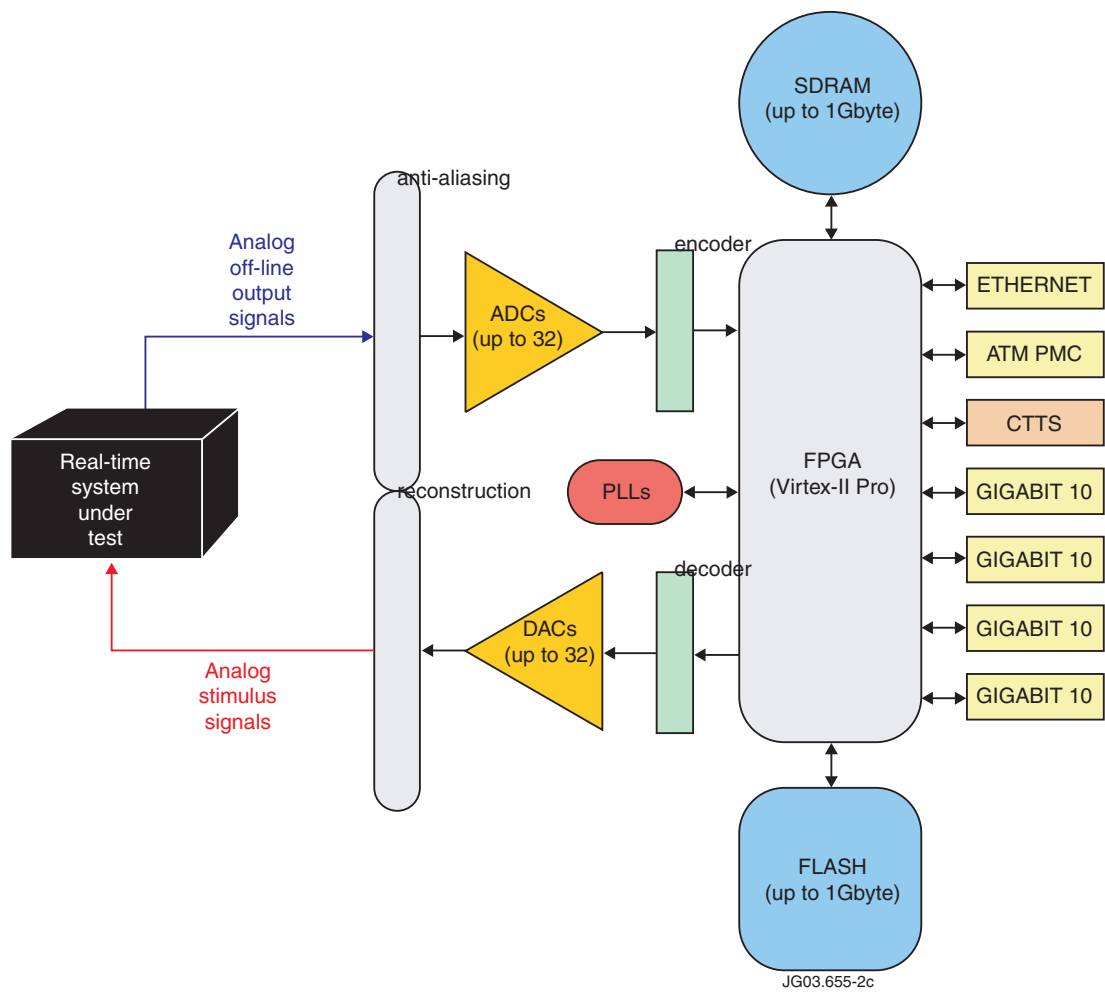 SDRAM
(up to 1Gbyte)
anti-aliasing
Analog
off-line
output
signals
encoder
ADCs
(up to 32)
ETHERNET
ATM PMC
CTTS
Real-time
system
under
test
FPGA
(Virtex-II Pro)
reconstruction
PLLs
GIGABIT 10
GIGABIT 10
decoder
DACs
(up to 32)
GIGABIT 10
Analog
stimulus
signals
GIGABIT 10
FLASH
(up to 1Gbyte)
JG03.655-2c